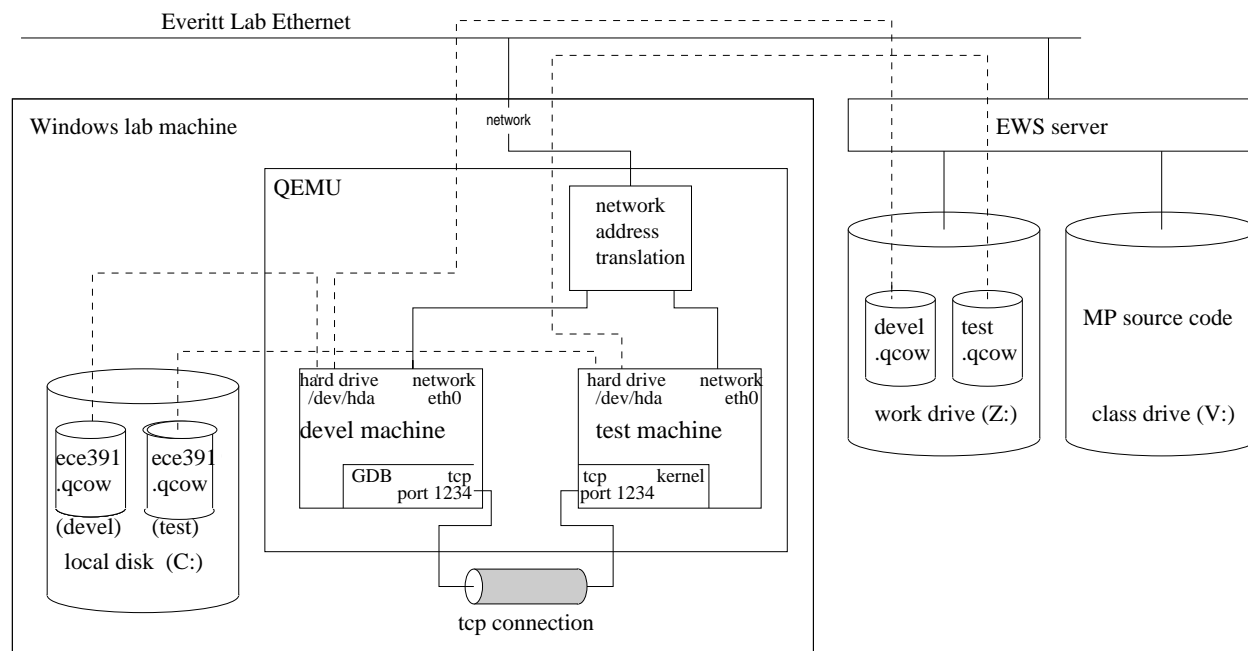 Everitt Lab Ethernet
Windows lab machine
network
EWS server
QEMU
network
address
translation
devel
.qcow
test
.qcow
MP source code
work drive (Z:)
class drive (V:)
hard drive
/dev/hda
network
eth0
devel machine
GDB
tcp
port 1234
hard drive
/dev/hda
network
eth0
test machine
tcp
port 1234
kernel
ece391
.qcow
(devel)
ece391
.qcow
(test)
local disk (C:)
tcp connection